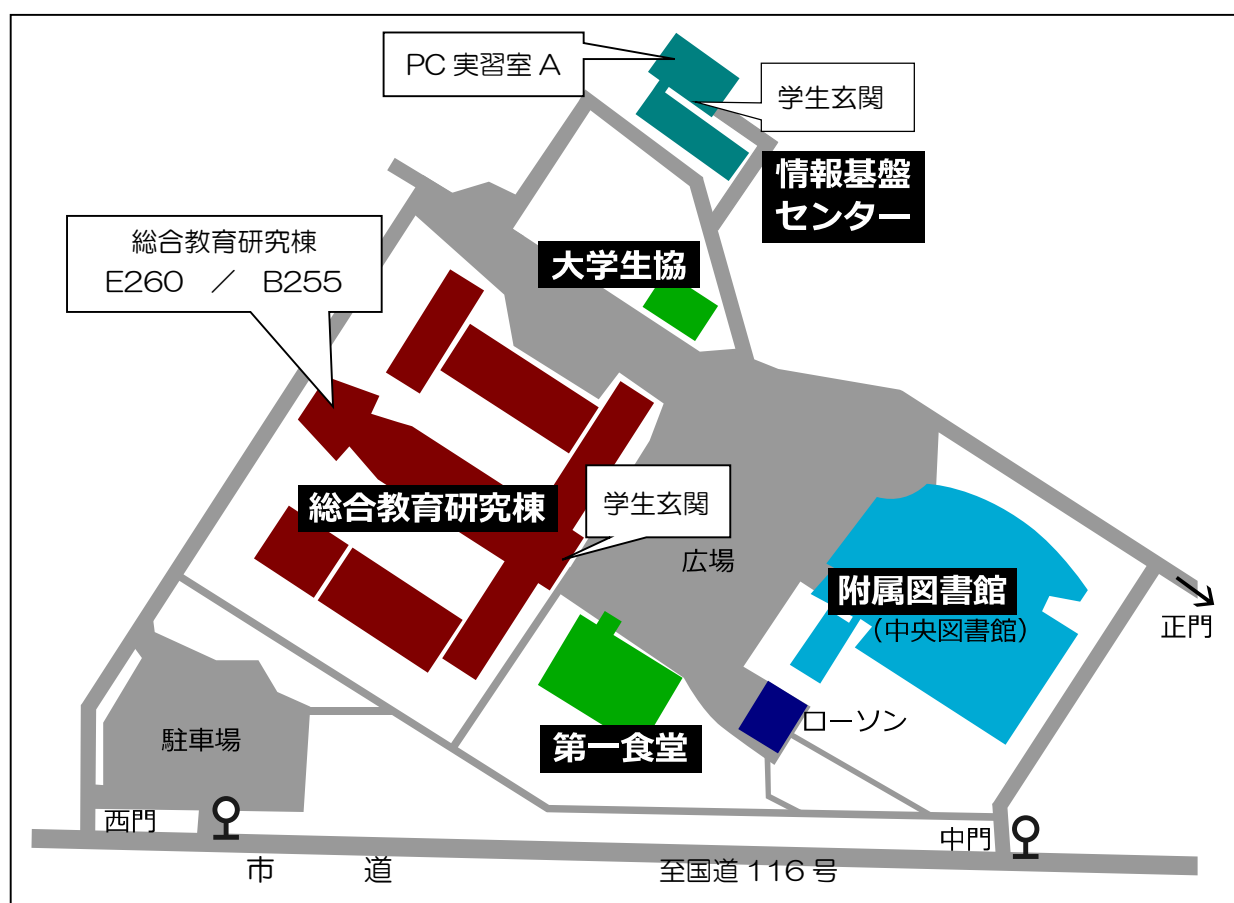 PC 実習室 A
学生玄関
情報基盤
センター
総合教育研究棟
E260 / B255
大学生協
総合教育研究棟
学生玄関
広場
附属図書館
(中央図書館)
正門
ローソン
駐車場
第一食堂
西門
中門
市 道
至国道 116 号